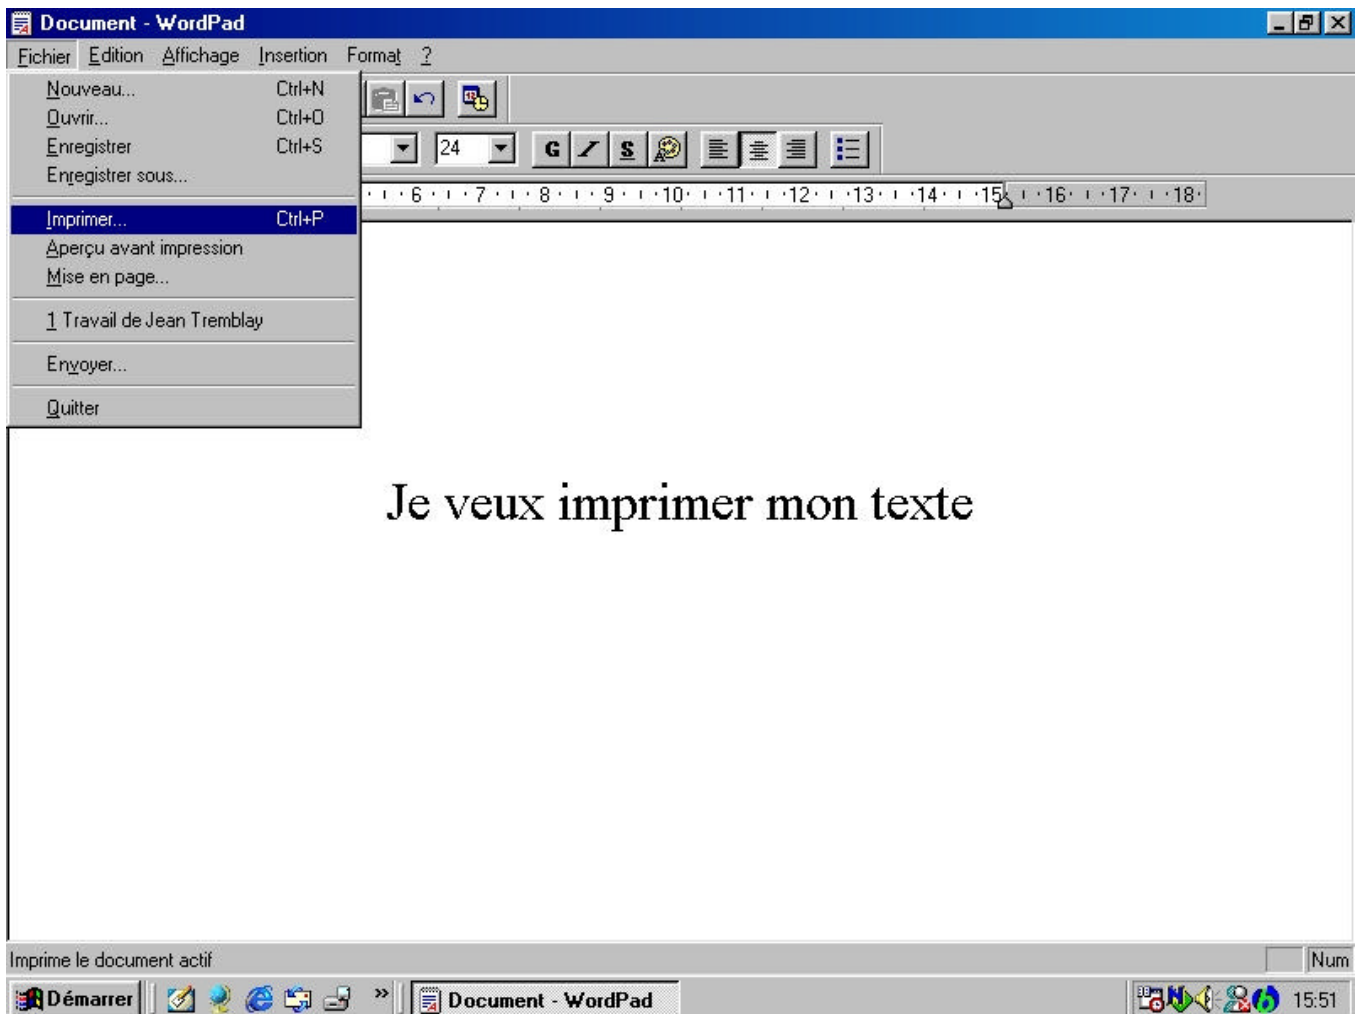 Document - WordPad
Fichier Edition Affichage Insertion Format ?
Nouveau... Ctrl+N
Ouvrir... Ctrl+O
Enregistrer Ctrl+S
Enregistrer sous...
24 G I S
6 7 8 9 10 11 12 13 14 15 16 17 18
Imprimer... Ctrl+P
Aperçu avant impression
Mise en page...
1 Travail de Jean Tremblay
Envoyer...
Quitter
Je veux imprimer mon texte
Imprime le document actif Num
Démarrer » Document - WordPad 15:51